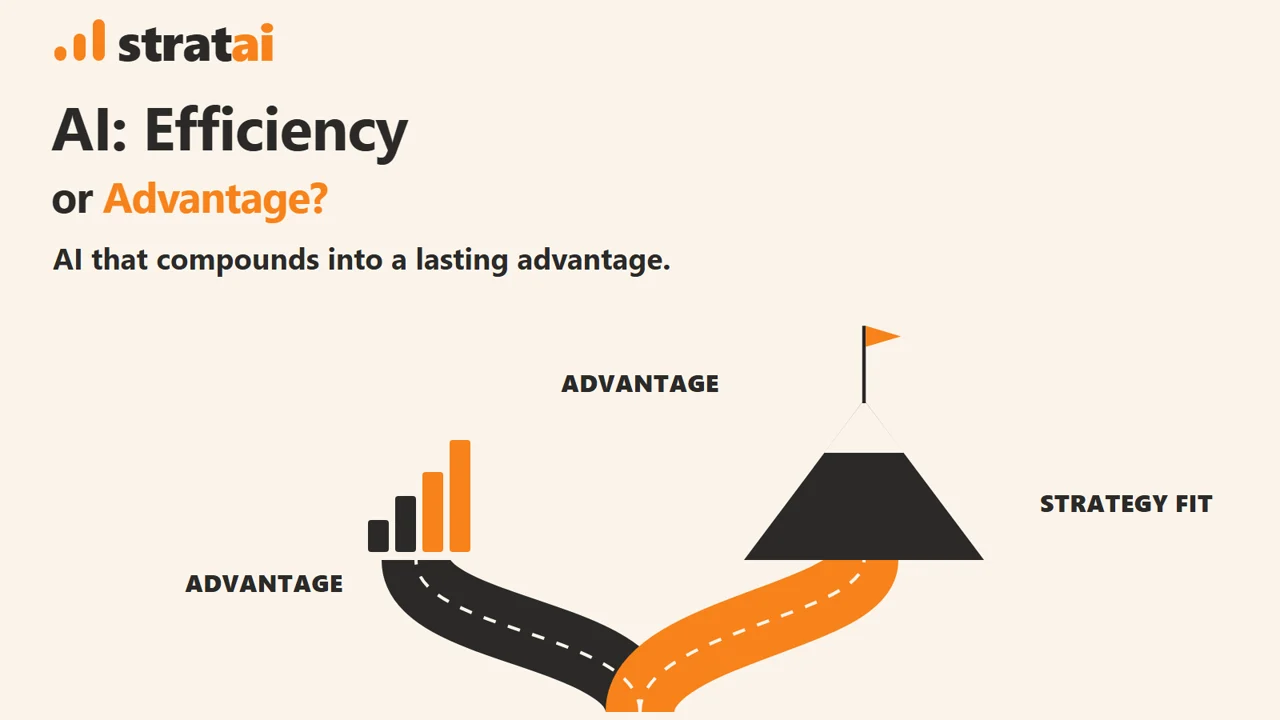 stratai
AI: Efficiency
or Advantage?
AI that compounds into a lasting advantage.
ADVANTAGE
STRATEGY FIT
ADVANTAGE